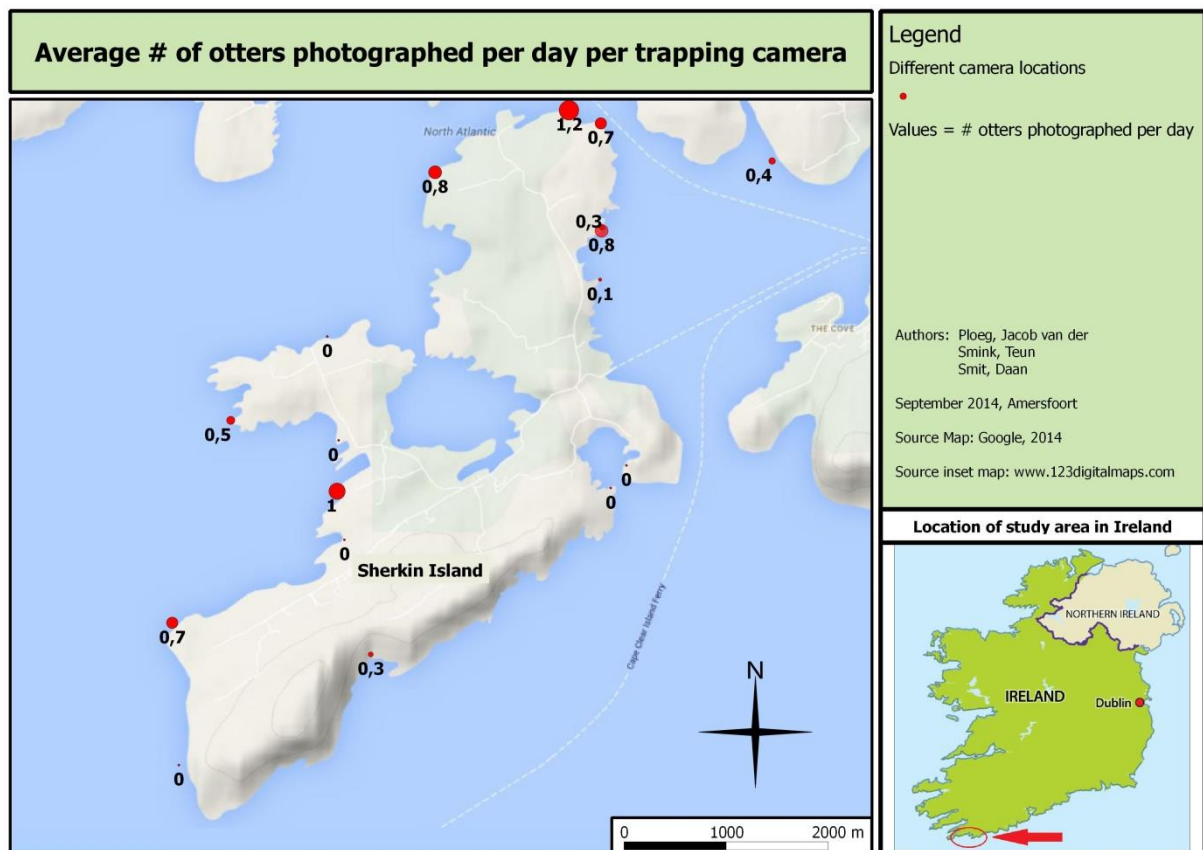 Average # of otters photographed per day per trapping camera
North Atlantic
1,2
0,7
0,4
0,8
0,3
0,8
0,1
THE COVE
0
0,5
0
0
1
0
0
Sherkin Island
0,7
0,3
Cape Clear Island Ferry
N
0
0 1000 2000 m
Legend
Different camera locations
Values = # otters photographed per day
Authors: Ploeg, Jacob van der
Smink, Teun
Smit, Daan
September 2014, Amersfoort
Source Map: Google, 2014
Source inset map: www.123digitalmaps.com
Location of study area in Ireland
NORTHERN IRELAND
IRELAND
Dublin